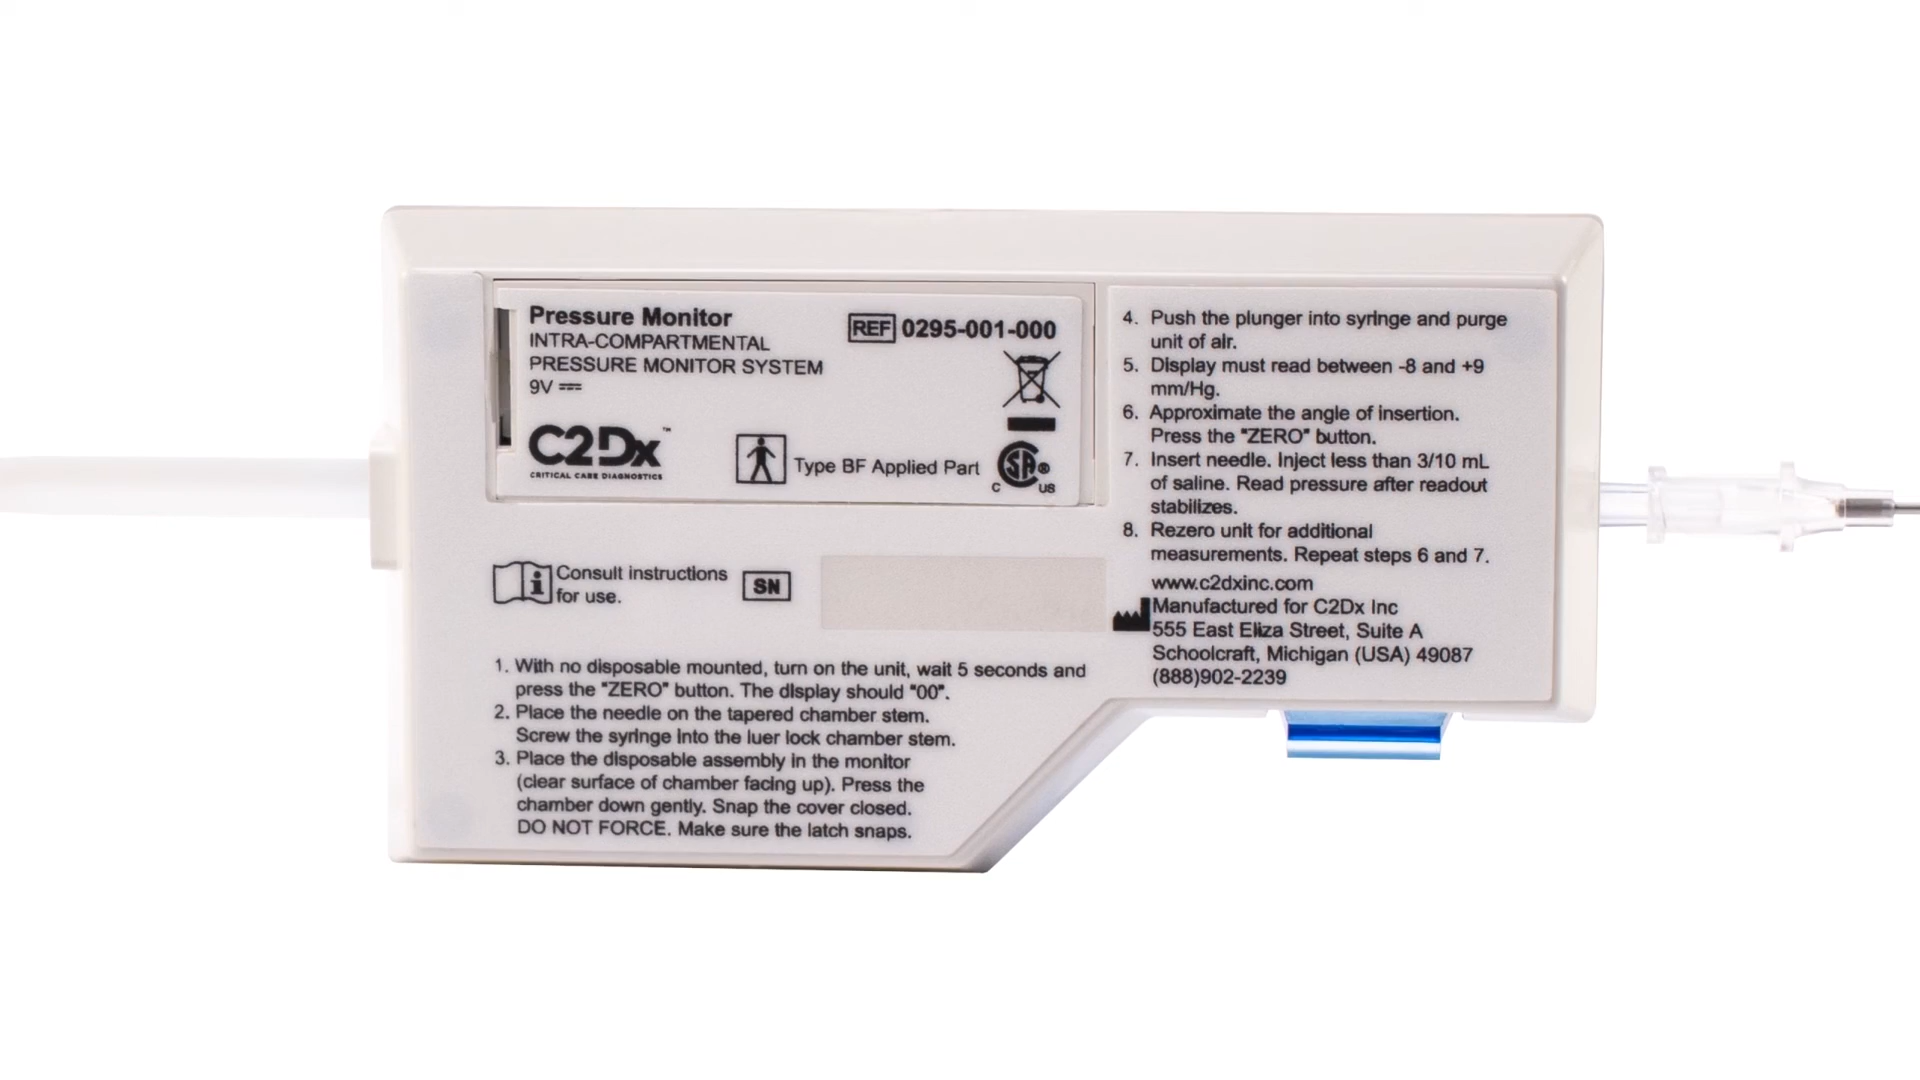 Pressure Monitor
INTRA-COMPARTMENTAL
PRESSURE MONITOR SYSTEM
9V
REF 0295-001-000
C2Dx™
CRITICAL CARE DIAGNOSTICS
Type BF Applied Part
C SA® US
Consult instructions
for use.
SN
1. With no disposable mounted, turn on the unit, wait 5 seconds and
press the "ZERO" button. The display should "00".
2. Place the needle on the tapered chamber stem.
Screw the syringe into the luer lock chamber stem.
3. Place the disposable assembly in the monitor
(clear surface of chamber facing up). Press the
chamber down gently. Snap the cover closed.
DO NOT FORCE. Make sure the latch snaps.
4. Push the plunger into syringe and purge
unit of air.
5. Display must read between -8 and +9
mm/Hg.
6. Approximate the angle of insertion.
Press the "ZERO" button.
7. Insert needle. Inject less than 3/10 mL
of saline. Read pressure after readout
stabilizes.
8. Rezero unit for additional
measurements. Repeat steps 6 and 7.
www.c2dxinc.com
Manufactured for C2Dx Inc
555 East Eliza Street, Suite A
Schoolcraft, Michigan (USA) 49087
(888)902-2239